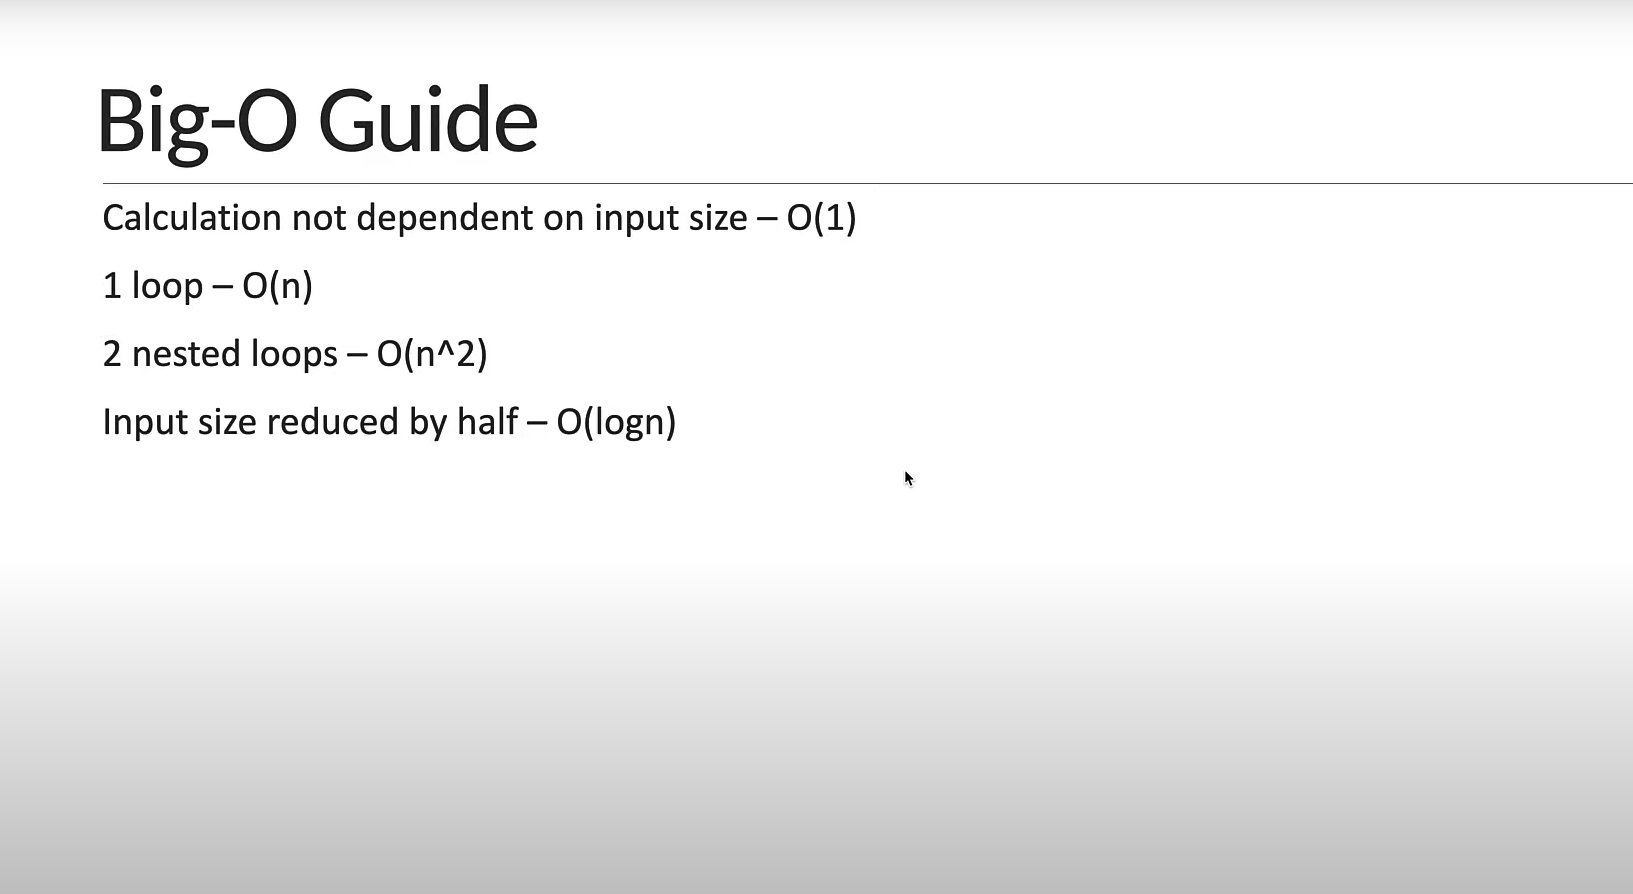 Big-O Guide
Calculation not dependent on input size – O(1)
1 loop – O(n)
2 nested loops – O(n^2)
Input size reduced by half – O(logn)